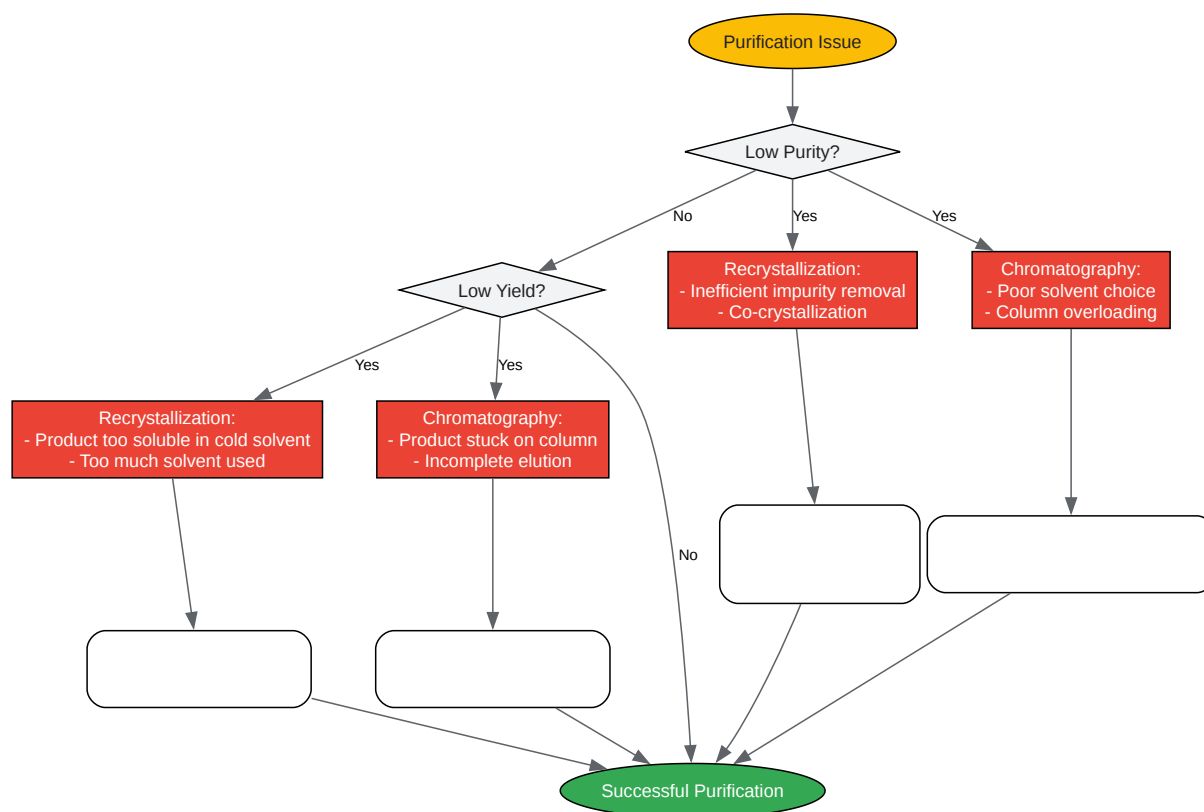 Purification Issue
Low Purity?
No
Yes
Yes
Recrystallization:
- Inefficient impurity removal
- Co-crystallization
Chromatography:
- Poor solvent choice
- Column overloading
Low Yield?
Yes
Yes
No
Recrystallization:
- Product too soluble in cold solvent
- Too much solvent used
Chromatography:
- Product stuck on column
- Incomplete elution
Successful Purification